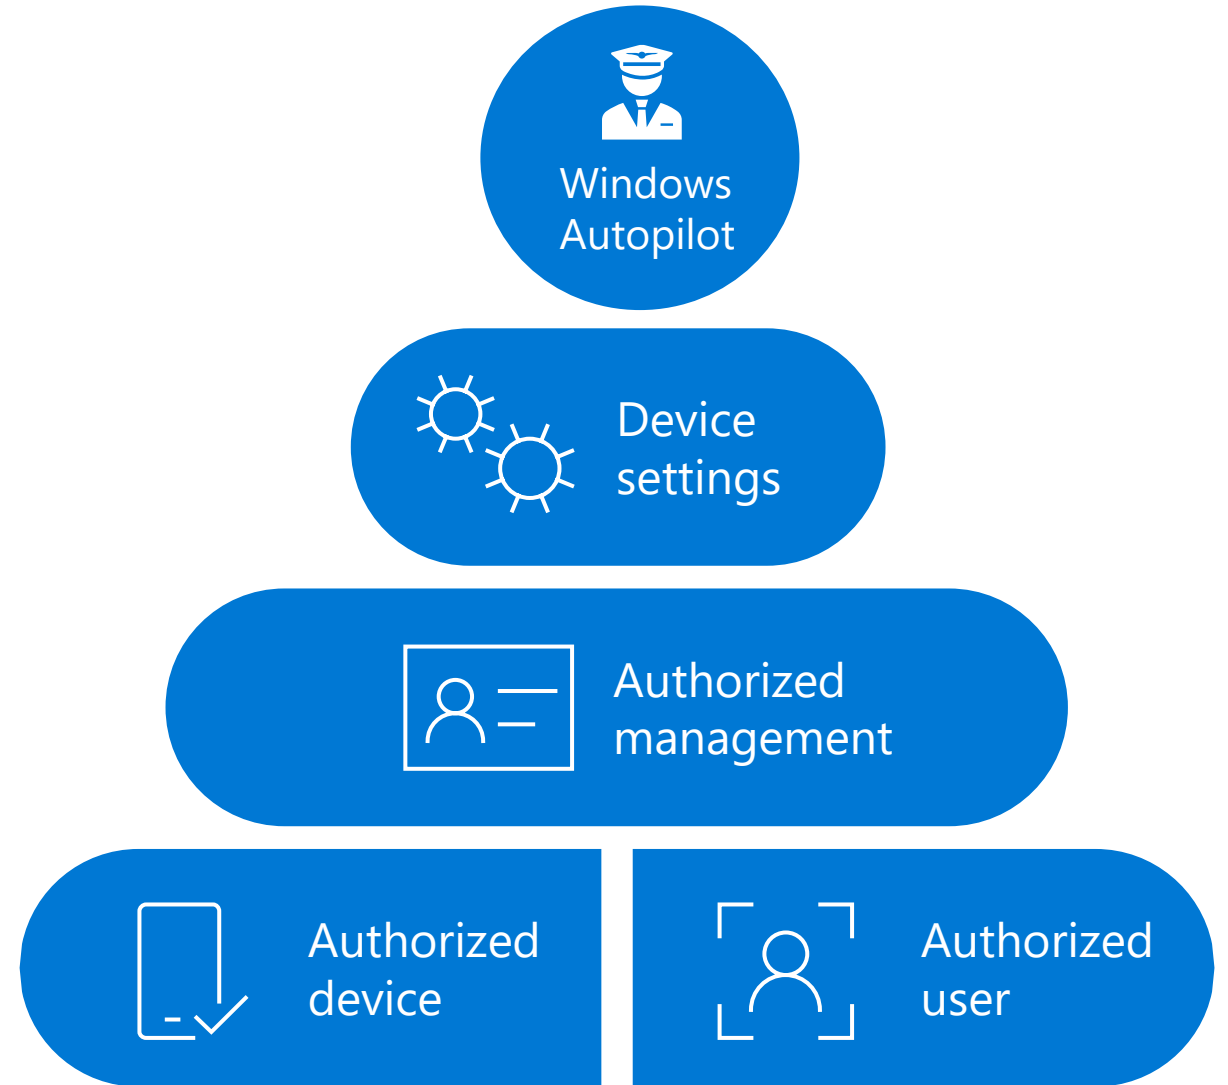 Windows
Autopilot
Device
settings
Authorized
management
Authorized
device
Authorized
user